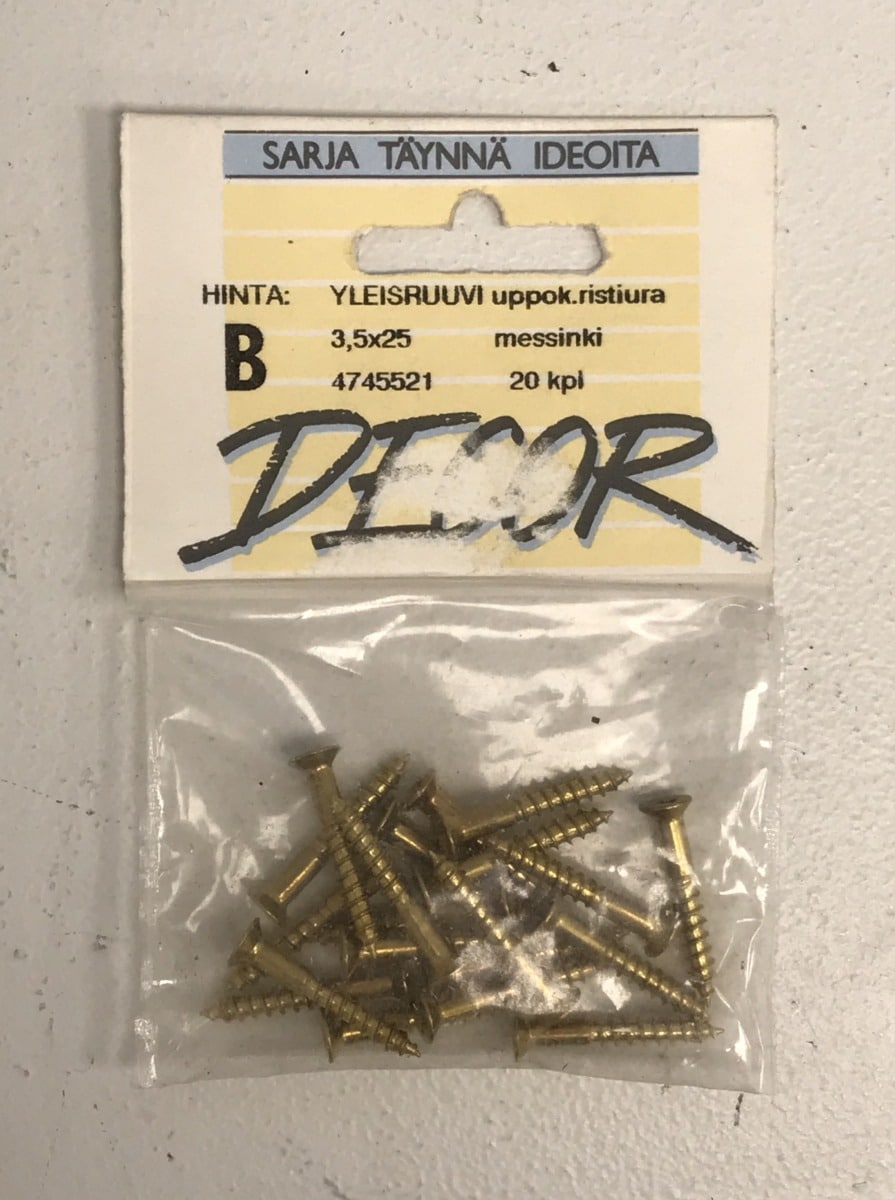 SARJA TÄYNNÄ IDEOITA
HINTA: YLEISRUUVI uppok.ristiura
B 3,5x25 messinki
4745521 20 kpl
DECOR